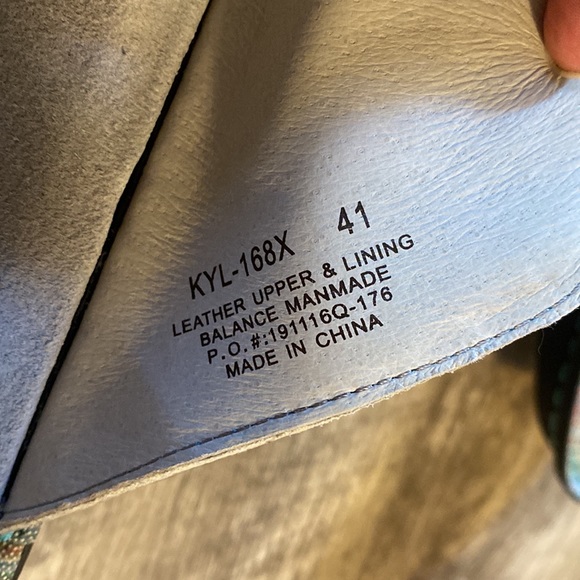 KYL-168X 41
LEATHER UPPER & LINING
BALANCE MANMADE
P.O.#:191116Q-176
MADE IN CHINA